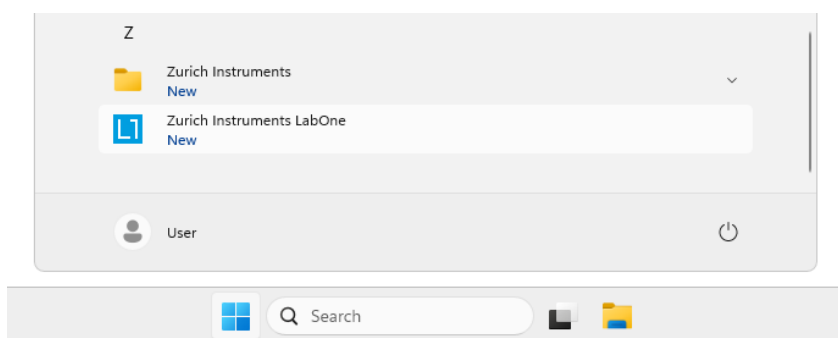 Z
Zurich Instruments
New
Zurich Instruments LabOne
New
User
Search